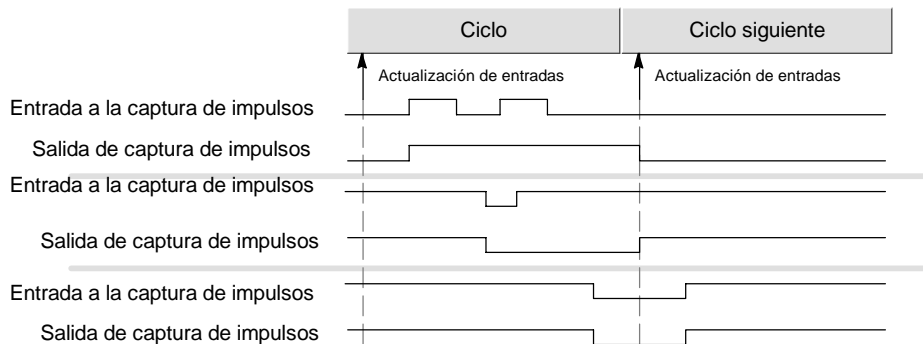 Ciclo
Ciclo siguiente
Actualización de entradas
Actualización de entradas
Entrada a la captura de impulsos
Salida de captura de impulsos
Entrada a la captura de impulsos
Salida de captura de impulsos
Entrada a la captura de impulsos
Salida de captura de impulsos